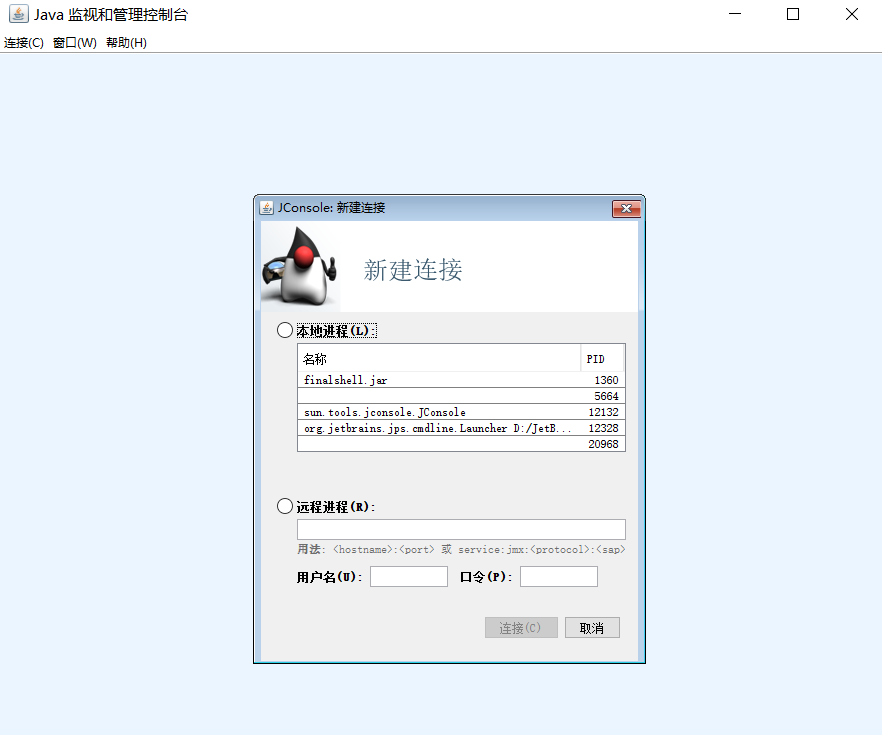 Java 监视和管理控制台
连接(C) 窗口(W) 帮助(H)
JConsole: 新建连接
新建连接
本地进程(L):
名称 PID
finalshell.jar 1360
5664
sun.tools.jconsole.JConsole 12132
org.jetbrains.jps.cmdline.Launcher D:/JetB... 12328
20968
远程进程(R):
用法: <hostname>:<port> 或 service:jmx:<protocol>:<sap>
用户名(U): 口令(P):
连接(C) 取消